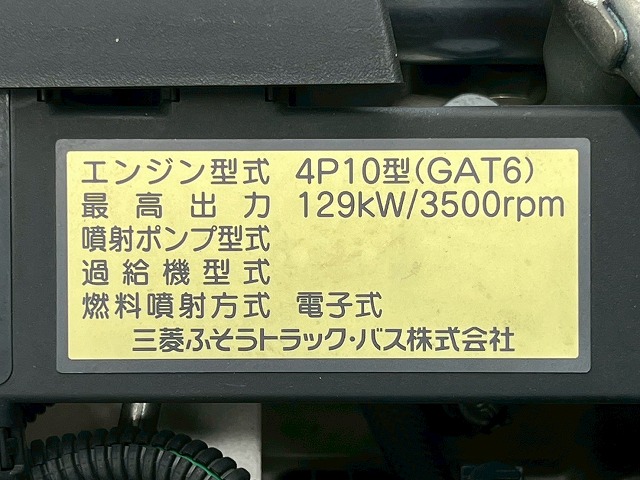 エンジン型式 4P10型(GAT6)
最高出力 129kW/3500rpm
噴射ポンプ型式
過給機型式
燃料噴射方式 電子式
三菱ふそうトラック・バス株式会社